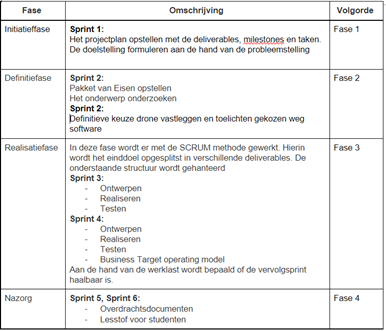 Fase Omschrijving Volgorde
Initiatieffase Sprint 1: Fase 1
Het projectplan opstellen met de deliverables, milestones en taken.
De doelstelling formuleren aan de hand van de probleemstelling
Definitiefase Sprint 2: Fase 2
Pakket van Eisen opstellen
Het onderwerp onderzoeken
Sprint 2:
Definitieve keuze drone vastleggen en toelichten gekozen weg
software
Realisatiefase In deze fase wordt er met de SCRUM methode gewerkt. Hierin Fase 3
wordt het einddoel opgesplitst in verschillende deliverables. De
onderstaande structuur wordt gehanteerd
Sprint 3:
- Ontwerpen
- Realiseren
- Testen
Sprint 4:
- Ontwerpen
- Realiseren
- Testen
- Business Target operating model
Aan de hand van de werklast wordt bepaald of de vervolgsprint
haalbaar is.
Nazorg Sprint 5, Sprint 6: Fase 4
- Overdrachtsdocumenten
- Lesstof voor studenten